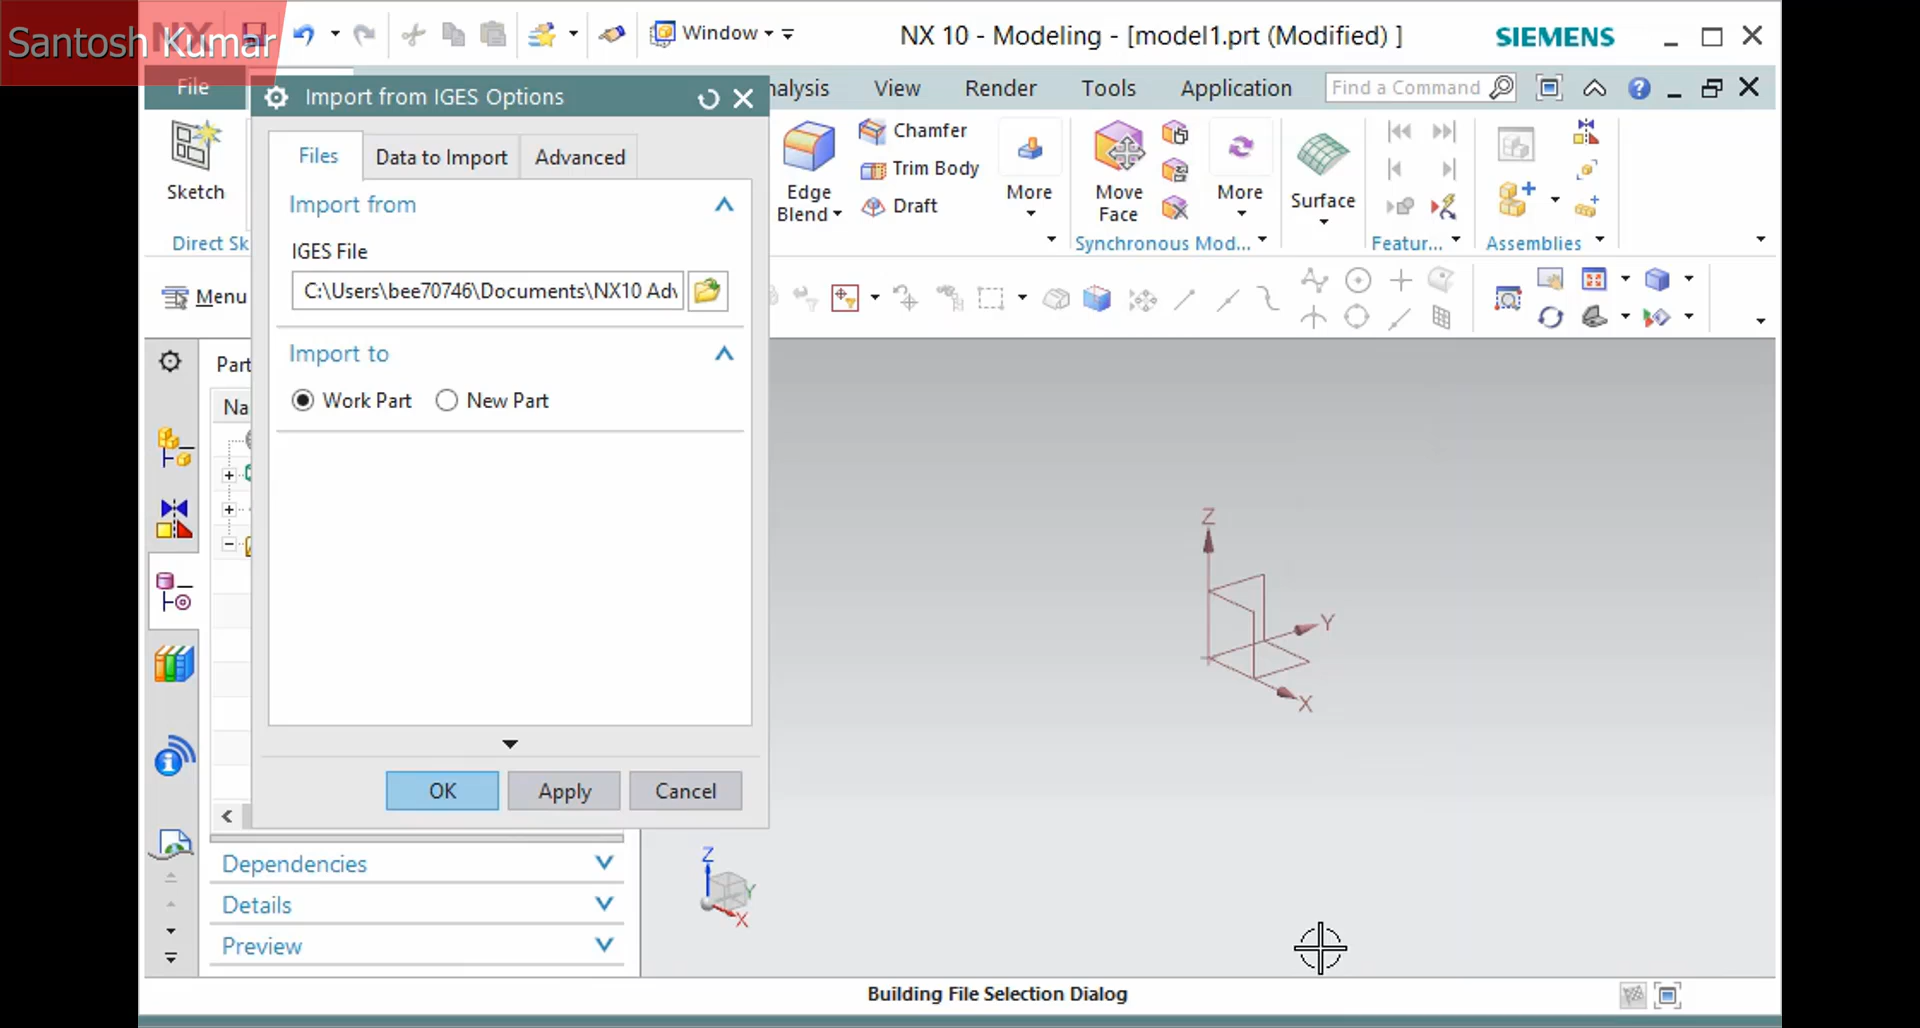 Santosh Kumar
NX
Window
NX 10 - Modeling - [model1.prt (Modified) ]
SIEMENS
File
nalysis
View
Render
Tools
Application
Find a Command
Import from IGES Options
Files
Data to Import
Advanced
Import from
IGES File
C:\Users\bee70746\Documents\NX10 Adv
Import to
Work Part
New Part
OK
Apply
Cancel
Sketch
Direct Sk
Edge
Blend
Chamfer
Trim Body
Draft
More
Move
Face
More
Synchronous Mod...
Surface
Featur...
Assemblies
Menu
Part
Na
Dependencies
Details
Preview
Z
Y
X
Z
Y
X
Building File Selection Dialog